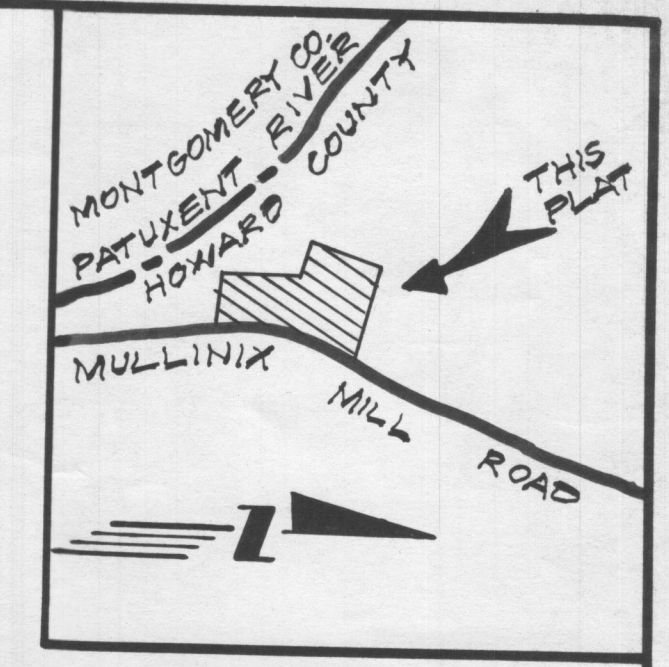 MONTGOMERY CO.
PATUXENT RIVER
HOWARD COUNTY
THIS
PLAT
MULLINIX MILL ROAD
N